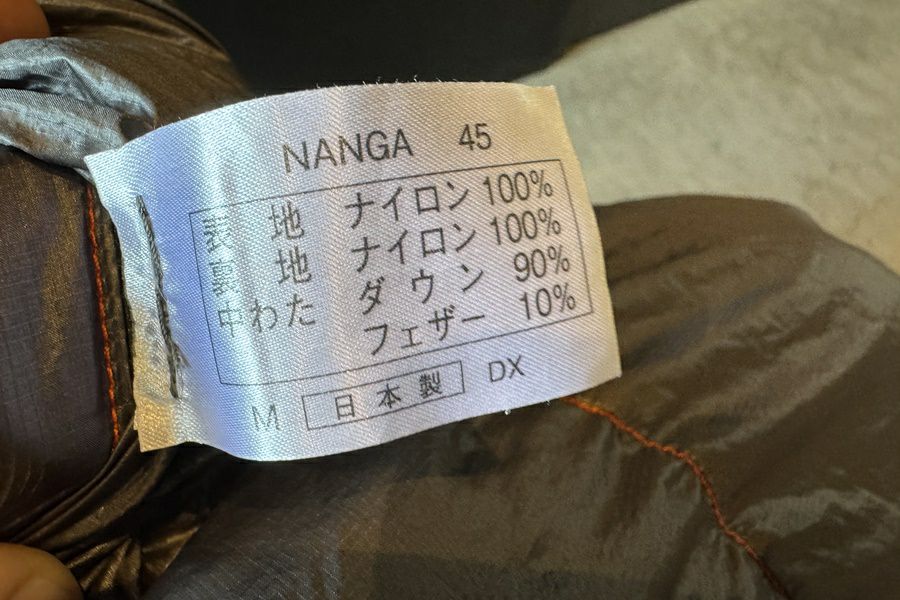 NANGA 45
表 地 ナイロン 100%
裏 地 ナイロン 100%
中わた ダウン 90%
フェザー 10%
M 日本製 DX